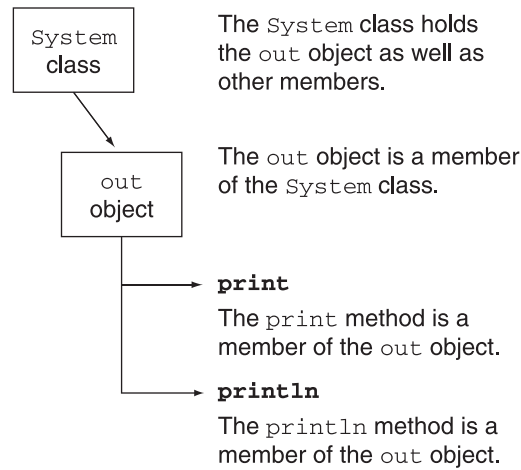 System
class
The System class holds
the out object as well as
other members.
out
object
The out object is a member
of the System class.
print
The print method is a
member of the out object.
println
The println method is a
member of the out object.